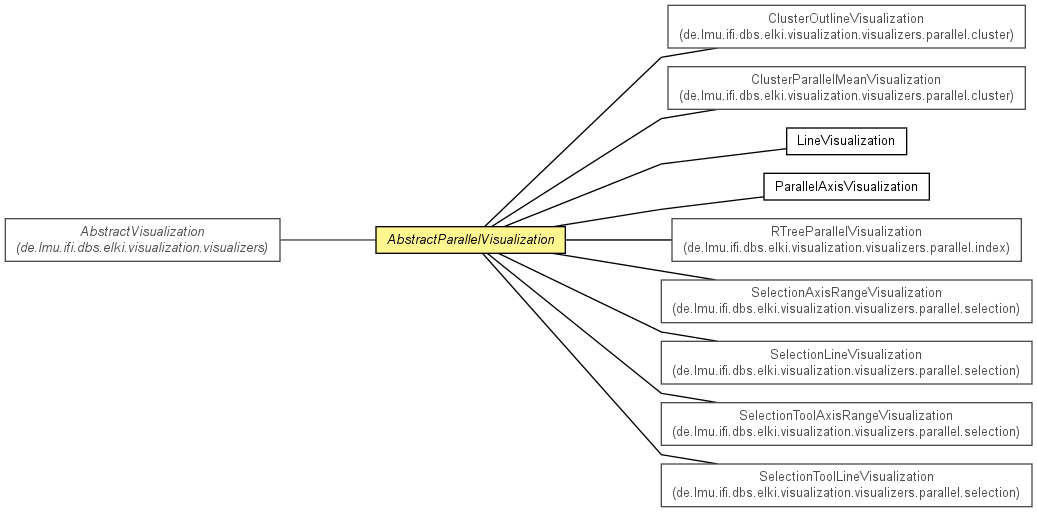 AbstractVisualization
(de.lmu.ifi.dbs.elki.visualization.visualizers)
AbstractParallelVisualization
ClusterOutlineVisualization
(de.lmu.ifi.dbs.elki.visualization.visualizers.parallel.cluster)
ClusterParallelMeanVisualization
(de.lmu.ifi.dbs.elki.visualization.visualizers.parallel.cluster)
LineVisualization
ParallelAxisVisualization
RTreeParallelVisualization
(de.lmu.ifi.dbs.elki.visualization.visualizers.parallel.index)
SelectionAxisRangeVisualization
(de.lmu.ifi.dbs.elki.visualization.visualizers.parallel.selection)
SelectionLineVisualization
(de.lmu.ifi.dbs.elki.visualization.visualizers.parallel.selection)
SelectionToolAxisRangeVisualization
(de.lmu.ifi.dbs.elki.visualization.visualizers.parallel.selection)
SelectionToolLineVisualization
(de.lmu.ifi.dbs.elki.visualization.visualizers.parallel.selection)